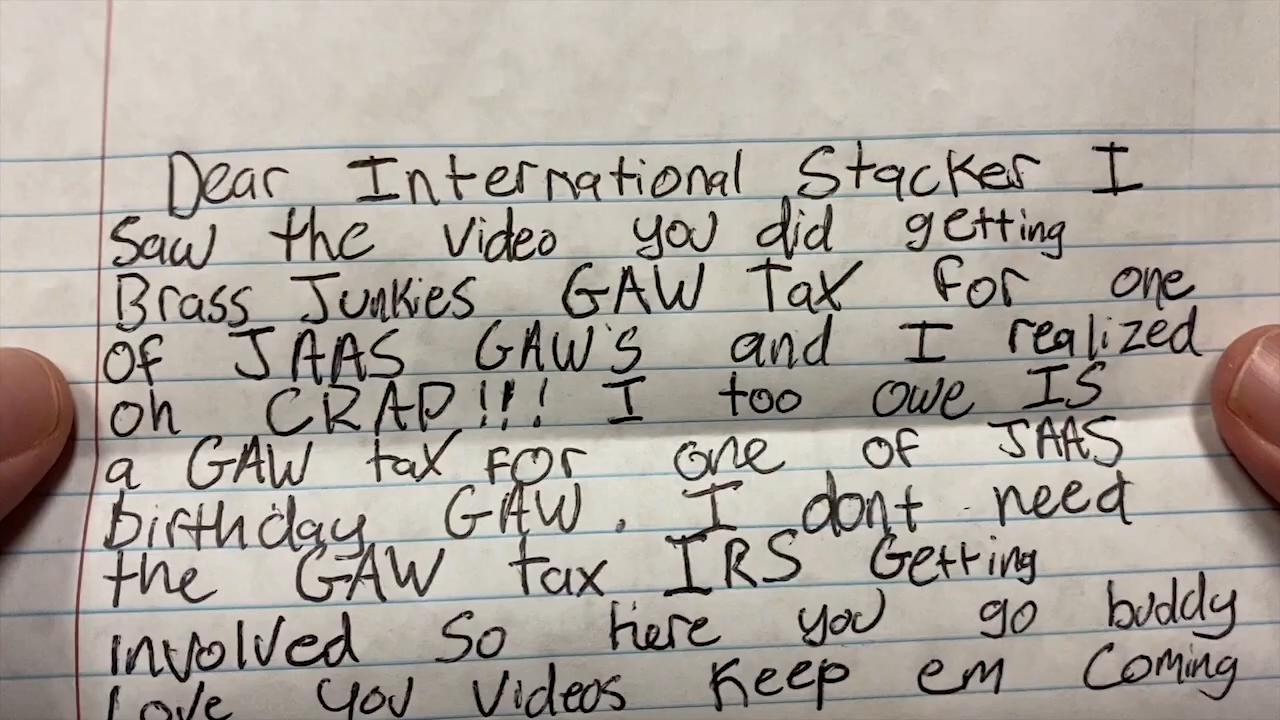 Dear International Stacker I
Saw the video you did getting
Brass Junkies GAW Tax For one
OF JAAS GAW'S and I realized
oh CRAP!!! I too owe IS
a GAW tax FOr one of JAAS
birthday GAW. I dont need
the GAW tax IRS Getting
involved So here you go buddy
Love you Videos Keep em Coming